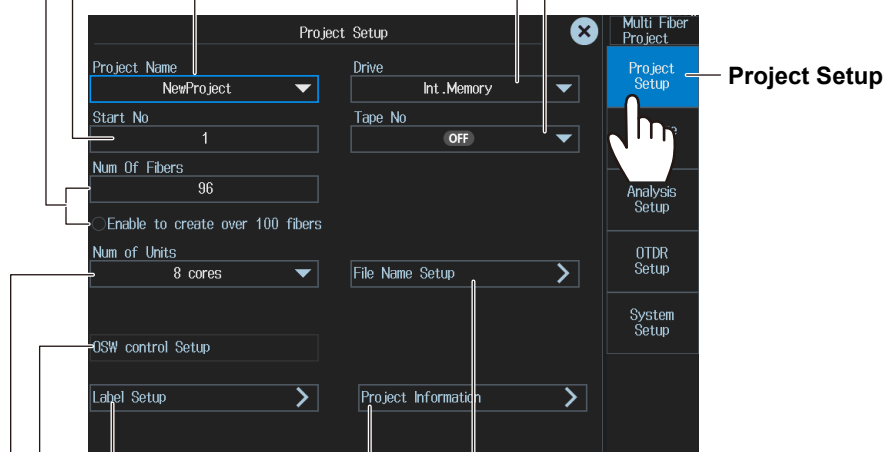 Project Setup
Multi Fiber
Project
Project Name
NewProject
Drive
Int.Memory
Project
Setup
Project Setup
Start No
1
Tape No
OFF
Num Of Fibers
96
Enable to create over 100 fibers
Analysis
Setup
Num of Units
8 cores
File Name Setup
OTDR
Setup
System
Setup
OSW control Setup
Label Setup
Project Information